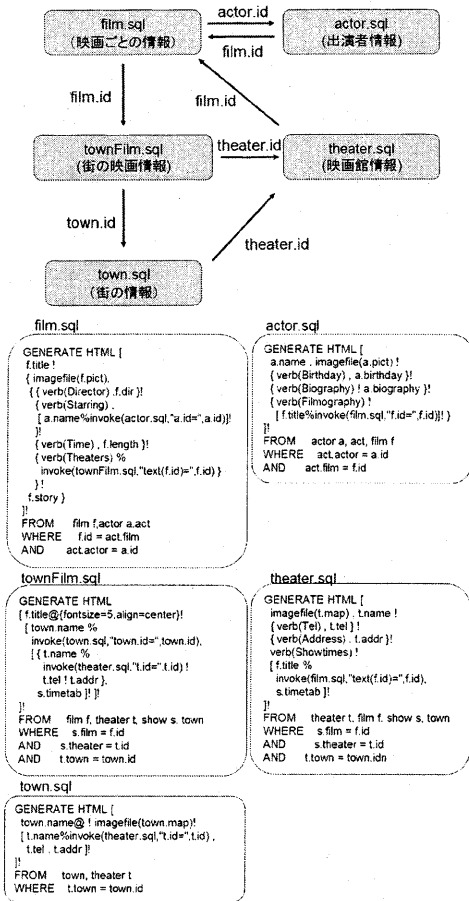 film.sql
(映画ごとの情報)
actor.id
film.id
actor.sql
(出演者情報)
film.id
film.id
townFilm.sql
(街の映画情報)
theater.id
theater.sql
(映画館情報)
town.id
theater.id
town.sql
(街の情報)
film.sql
GENERATE HTML [
f.title !
{ imagefile(f.pict),
{ { verb(Director) ,f.dir }!
{ verb(Starring) ,
[ a.name%invoke(actor.sql,"a.id=",a.id)]!
}!
{ verb(Time) , f.length }!
{ verb(Theaters) %
invoke(townFilm.sql,"text(f.id)=",f.id) }
} !
f.story }
]!
FROM film f,actor a,act
WHERE f.id = act.film
AND act.actor = a.id
actor.sql
GENERATE HTML [
a.name , imagefile(a.pict) !
{ verb(Birthday) , a.birthday }!
{ verb(Biography) ! a.biography }!
{ verb(Filmography) !
[ f.title%invoke(film.sql,"f.id=",f.id)]! }
]!
FROM actor a, act, film f
WHERE act.actor = a.id
AND act.film = f.id
townFilm.sql
GENERATE HTML
[ f.title@{fontsize=5,align=center}!
[ town.name %
invoke(town.sql,"town.id=",town.id),
[ { t.name %
invoke(theater.sql,"t.id=",t.id) !
t.tel ! t.addr },
s.timetab ]! ]!
]!
FROM film f, theater t, show s, town
WHERE s.film = f.id
AND s.theater = t.id
AND t.town = town.id
theater.sql
GENERATE HTML [
imagefile(t.map) , t.name !
{ verb(Tel) , t.tel } !
{ verb(Address) , t.addr }!
verb(Showtimes) !
[ f.title %
invoke(film.sql,"text(f.id)=",f.id),
s.timetab ]!
]!
FROM theater t, film f, show s, town
WHERE s.film = f.id
AND s.theater = t.id
AND t.town = town.idn
town.sql
GENERATE HTML [
town.name@ ! imagefile(town.map)!
[ t.name%invoke(theater.sql,"t.id=",t.id) ,
t.tel , t.addr ]!
]!
FROM town, theater t
WHERE t.town = town.id